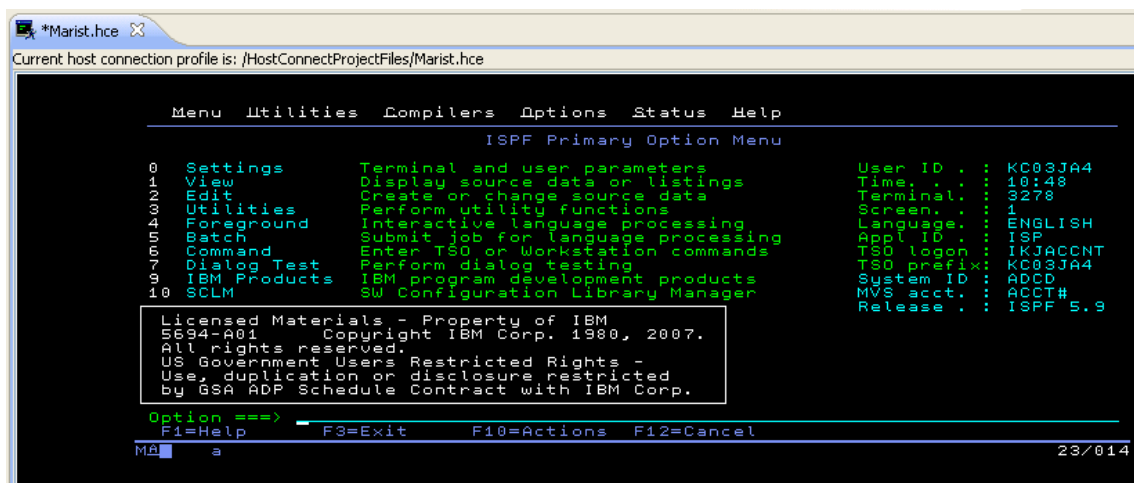 *Marist.hce
Current host connection profile is: /HostConnectProjectFiles/Marist.hce
Menu Utilities Compilers Options Status Help
ISPF Primary Option Menu
0 Settings Terminal and user parameters User ID . : KC03JA4
1 View Display source data or listings Time. . . : 10:48
2 Edit Create or change source data Terminal. : 3278
3 Utilities Perform utility functions Screen. . : 1
4 Foreground Interactive language processing Language. : ENGLISH
5 Batch Submit job for language processing Appl ID . : ISP
6 Command Enter TSO or Workstation commands TSO logon : IKJACCNT
7 Dialog Test Perform dialog testing TSO prefix: KC03JA4
9 IBM Products IBM program development products System ID : ADCD
10 SCLM SW Configuration Library Manager MVS acct. : ACCT#
Release . : ISPF 5.9
Licensed Materials - Property of IBM
5694-A01 Copyright IBM Corp. 1980, 2007.
All rights reserved.
US Government Users Restricted Rights -
Use, duplication or disclosure restricted
by GSA ADP Schedule Contract with IBM Corp.
Option ===>
F1=Help F3=Exit F10=Actions F12=Cancel
MA a 23/014